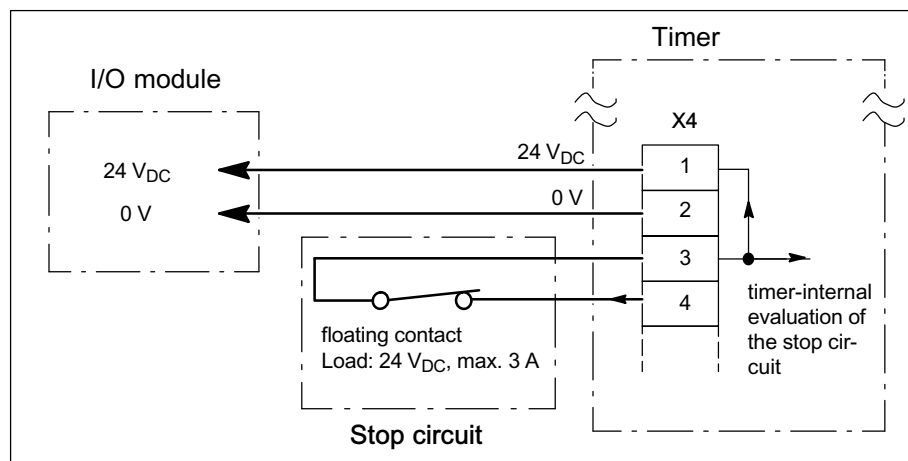 Timer
I/O module
X4
24 VDC
1
24 VDC
0 V
2
0 V
3
4
timer-internal
evaluation of
the stop cir-
cuit
floating contact
Load: 24 VDC, max. 3 A
Stop circuit